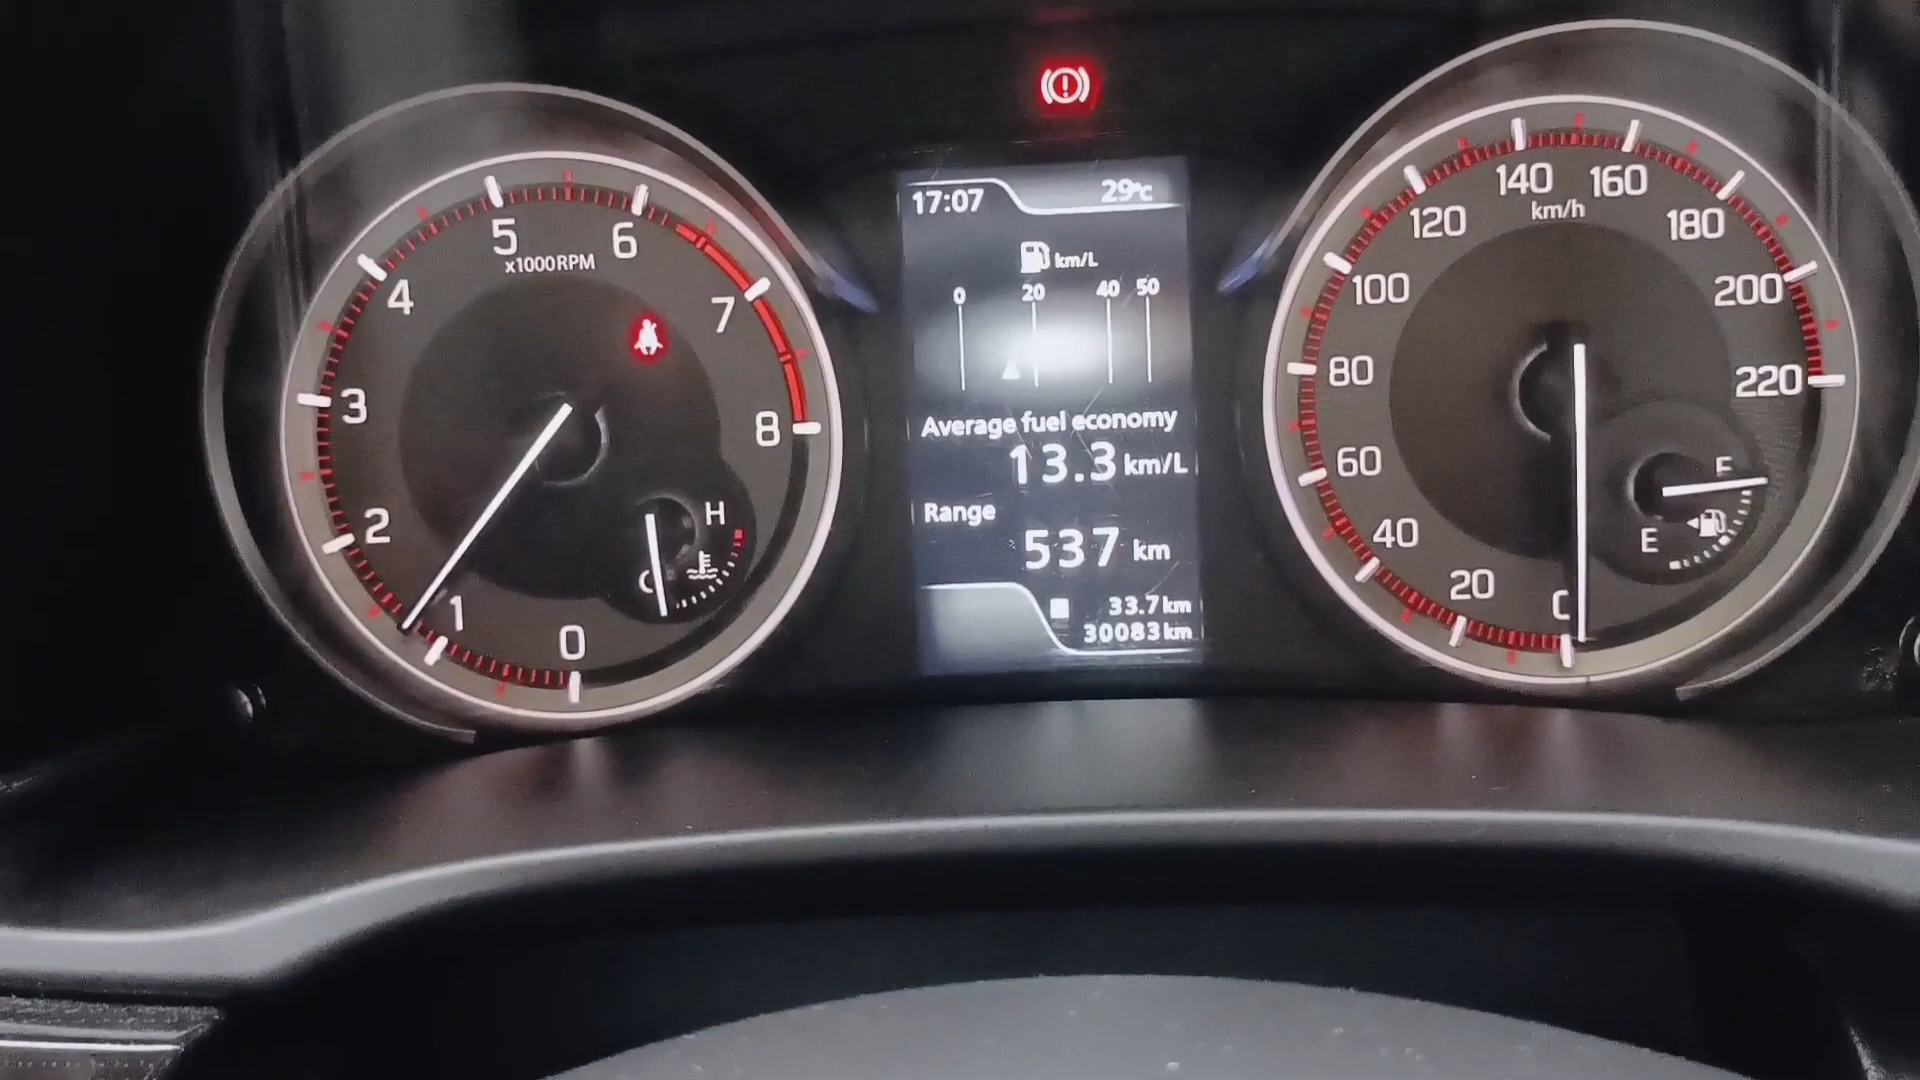 5
6
x1000RPM
4
7
3
8
2
1
0
H
C
17:07 29°C
km/L
0 20 40 50
Average fuel economy
13.3 km/L
Range
537 km
33.7 km
30083 km
140 160
km/h
120
180
100
200
80
220
60
40
20
F
E